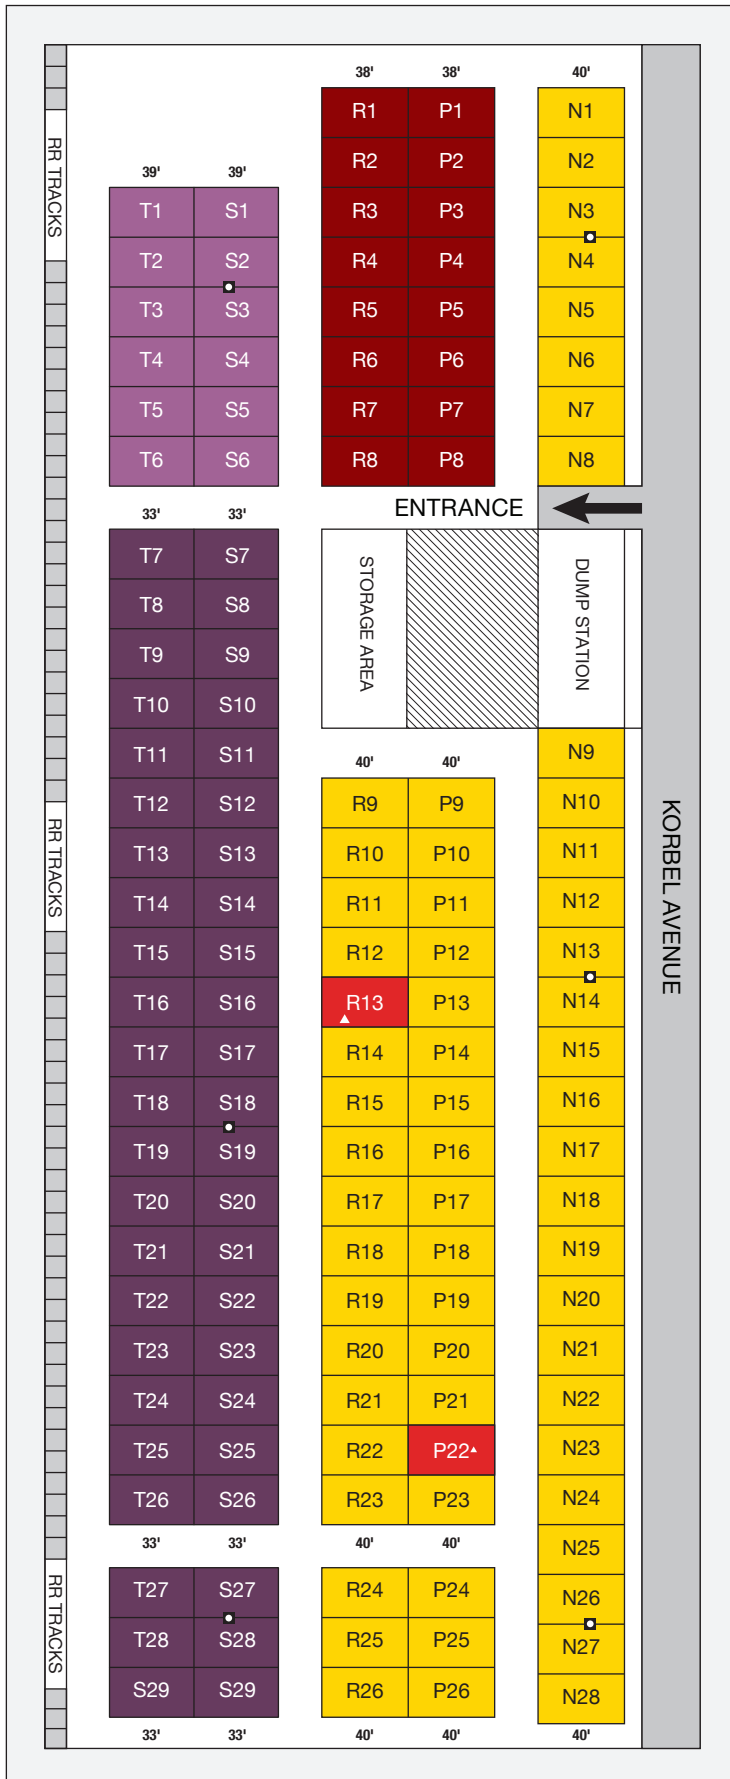 38' 38' 40'
R1 P1 N1
R2 P2 N2
39' 39'
T1 S1 R3 P3 N3
T2 S2 R4 P4 N4
T3 S3 R5 P5 N5
T4 S4 R6 P6 N6
T5 S5 R7 P7 N7
T6 S6 R8 P8 N8
RR TRACKS
33' 33' ENTRANCE
T7 S7
T8 S8
T9 S9
T10 S10
STORAGE AREA
DUMP STATION
T11 S11 N9
40' 40'
T12 S12 R9 P9 N10
T13 S13 R10 P10 N11
T14 S14 R11 P11 N12
T15 S15 R12 P12 N13
T16 S16 R13 P13 N14
RR TRACKS
KORBEL AVENUE
T17 S17 R14 P14 N15
T18 S18 R15 P15 N16
T19 S19 R16 P16 N17
T20 S20 R17 P17 N18
T21 S21 R18 P18 N19
T22 S22 R19 P19 N20
T23 S23 R20 P20 N21
T24 S24 R21 P21 N22
T25 S25 R22 P22 N23
T26 S26 R23 P23 N24
33' 33' 40' 40' N25
T27 S27 R24 P24 N26
T28 S28 R25 P25 N27
S29 S29 R26 P26 N28
RR TRACKS
33' 33' 40' 40' 40'